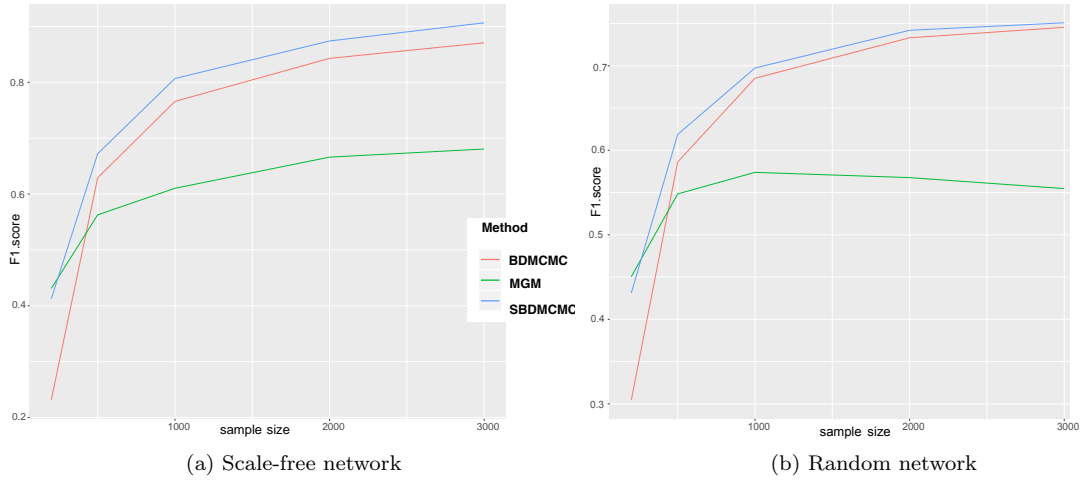 F1.score
0.8
0.6
0.4
0.2
1000
2000
3000
sample size
(a) Scale-free network
Method
BDMCMC
MGM
SBDMCMC
F1.score
0.7
0.6
0.5
0.4
0.3
1000
2000
3000
sample size
(b) Random network